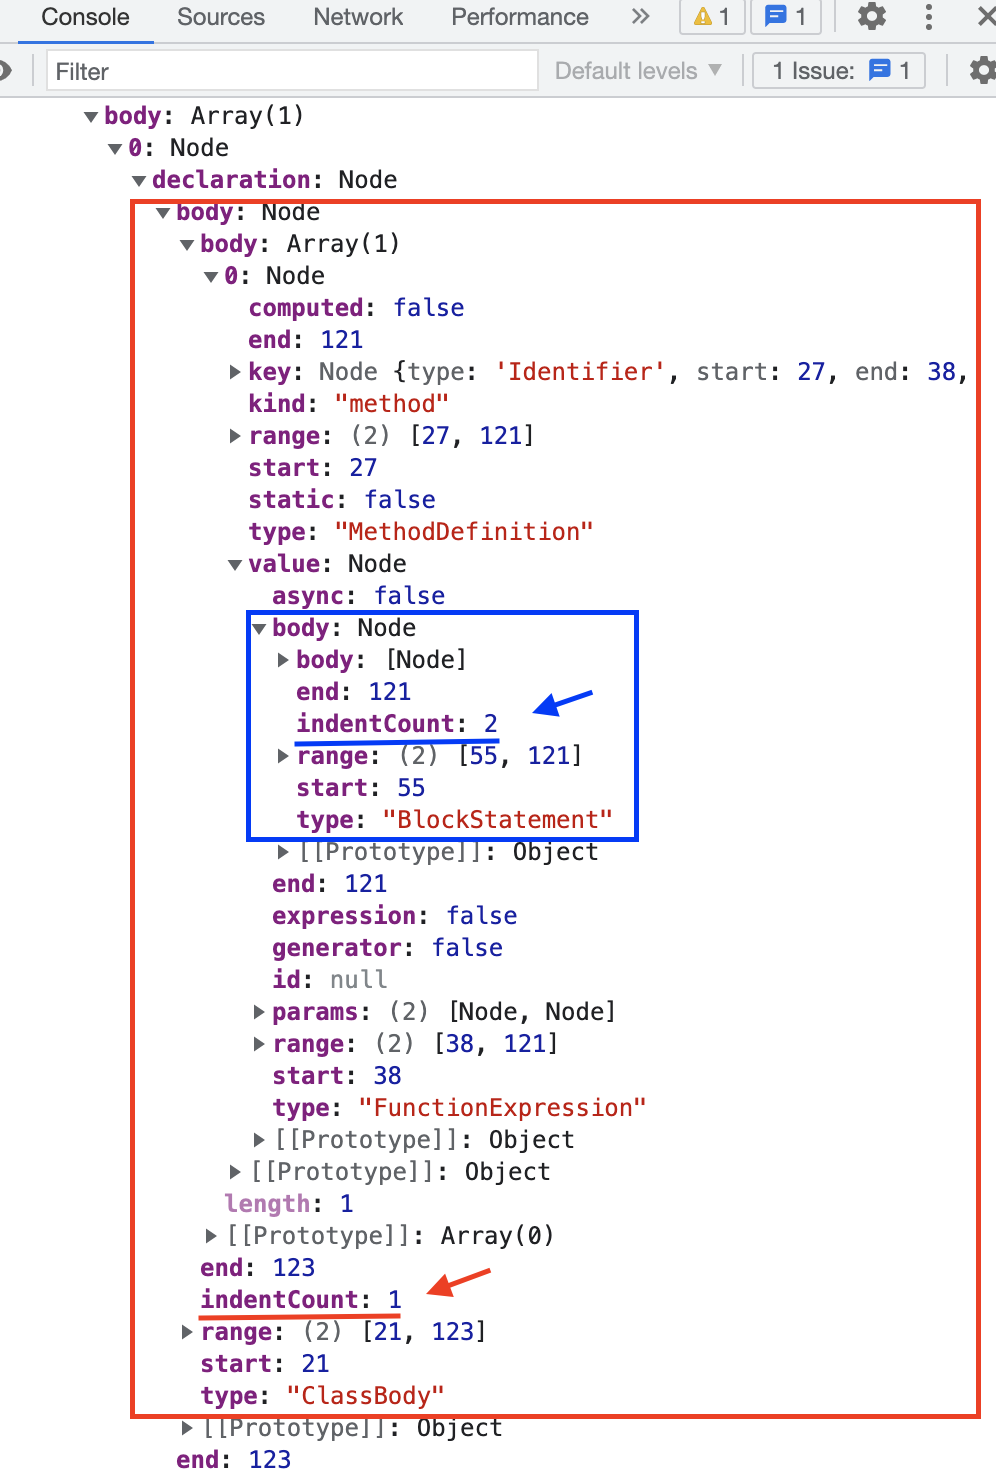 Console Sources Network Performance » 1 1
Filter Default levels ▼ 1 Issue: 1
▼body: Array(1)
▼0: Node
▼declaration: Node
▼body: Node
▼body: Array(1)
▼0: Node
computed: false
end: 121
▶key: Node {type: 'Identifier', start: 27, end: 38,
kind: "method"
▶range: (2) [27, 121]
start: 27
static: false
type: "MethodDefinition"
▼value: Node
async: false
▼body: Node
▶body: [Node]
end: 121
indentCount: 2
▶range: (2) [55, 121]
start: 55
type: "BlockStatement"
▶[[Prototype]]: Object
end: 121
expression: false
generator: false
id: null
▶params: (2) [Node, Node]
▶range: (2) [38, 121]
start: 38
type: "FunctionExpression"
▶[[Prototype]]: Object
▶[[Prototype]]: Object
length: 1
▶[[Prototype]]: Array(0)
end: 123
indentCount: 1
▶range: (2) [21, 123]
start: 21
type: "ClassBody"
▶[[Prototype]]: Object
end: 123